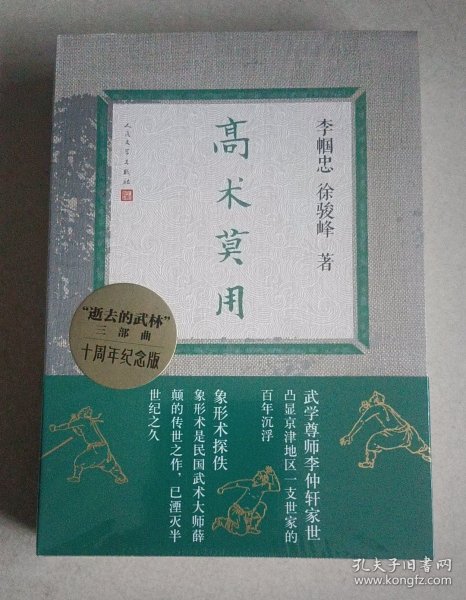 高术莫用
李帼忠 徐骏峰 著
人民文学出版社
“逝去的武林”
三部曲
十周年纪念版
武学尊师李仲轩家世
凸显京津地区一支世家的
百年沉浮
象形术探佚
象形术是民国武术大师薛
颠的传世之作，已湮灭半
世纪之久
孔夫子旧书网
www.kongfz.com